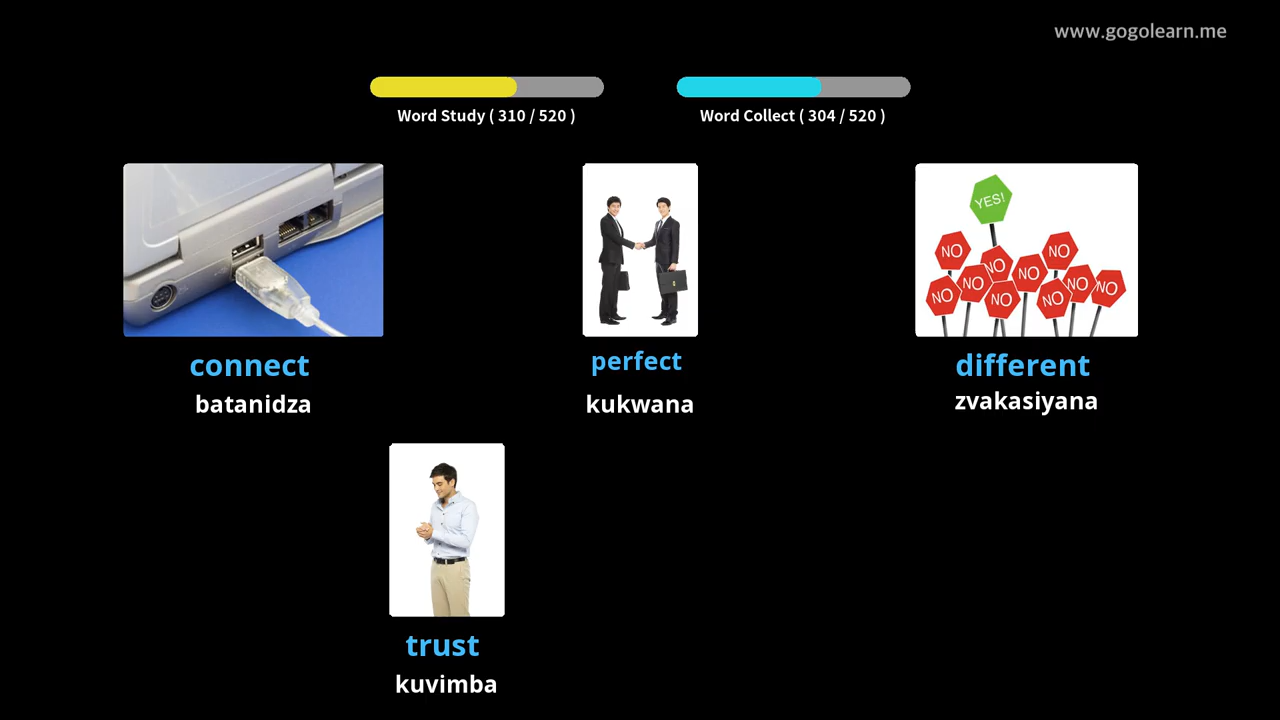 www.gogolearn.me
Word Study ( 310 / 520 )
Word Collect ( 304 / 520 )
YES!
NO
NO
NO
NO
NO
NO
NO
NO
NO
NO
connect
perfect
different
batanidza
kukwana
zvakasiyana
trust
kuvimba